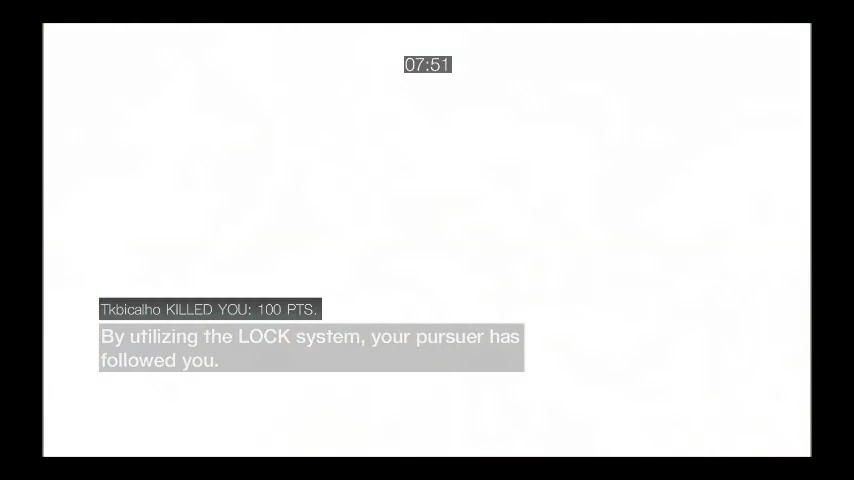 07:51
Tkbicalho KILLED YOU: 100 PTS.
By utilizing the LOCK system, your pursuer has
followed you.